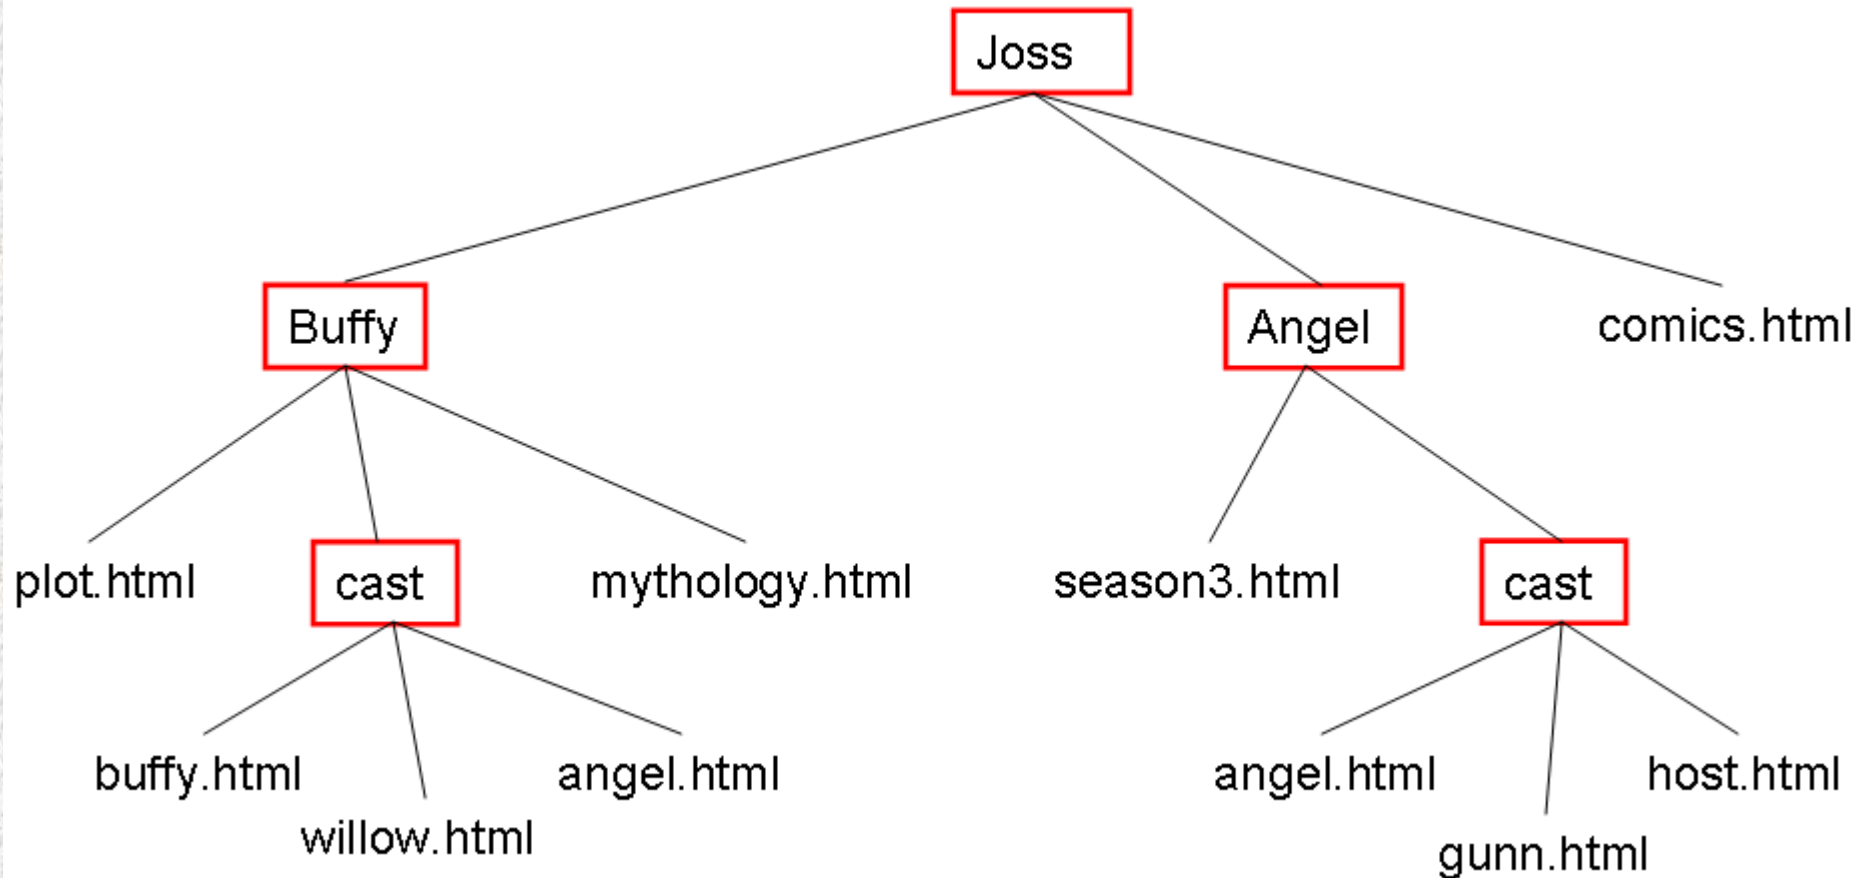 Joss
Buffy
Angel
comics.html
plot.html
cast
mythology.html
season3.html
cast
buffy.html
willow.html
angel.html
angel.html
gunn.html
host.html